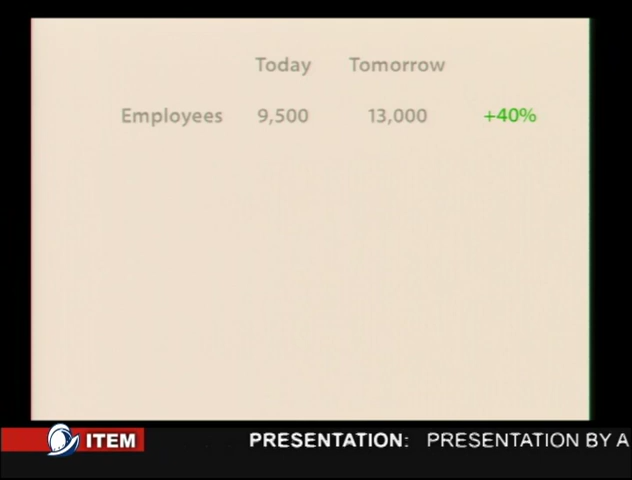 Today Tomorrow
Employees 9,500 13,000 +40%
ITEM PRESENTATION: PRESENTATION BY A